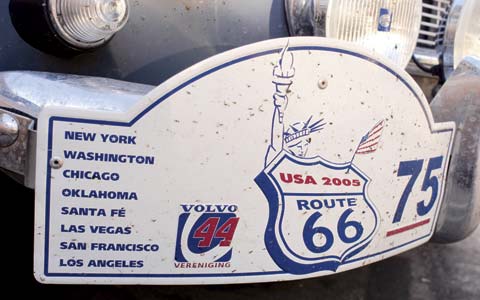 NEW YORK
WASHINGTON
CHICAGO
OKLAHOMA
SANTA FÉ
LAS VEGAS
SAN FRANCISCO
LOS ANGELES
VOLVO
44
VERENIGING
USA 2005
ROUTE
66
75